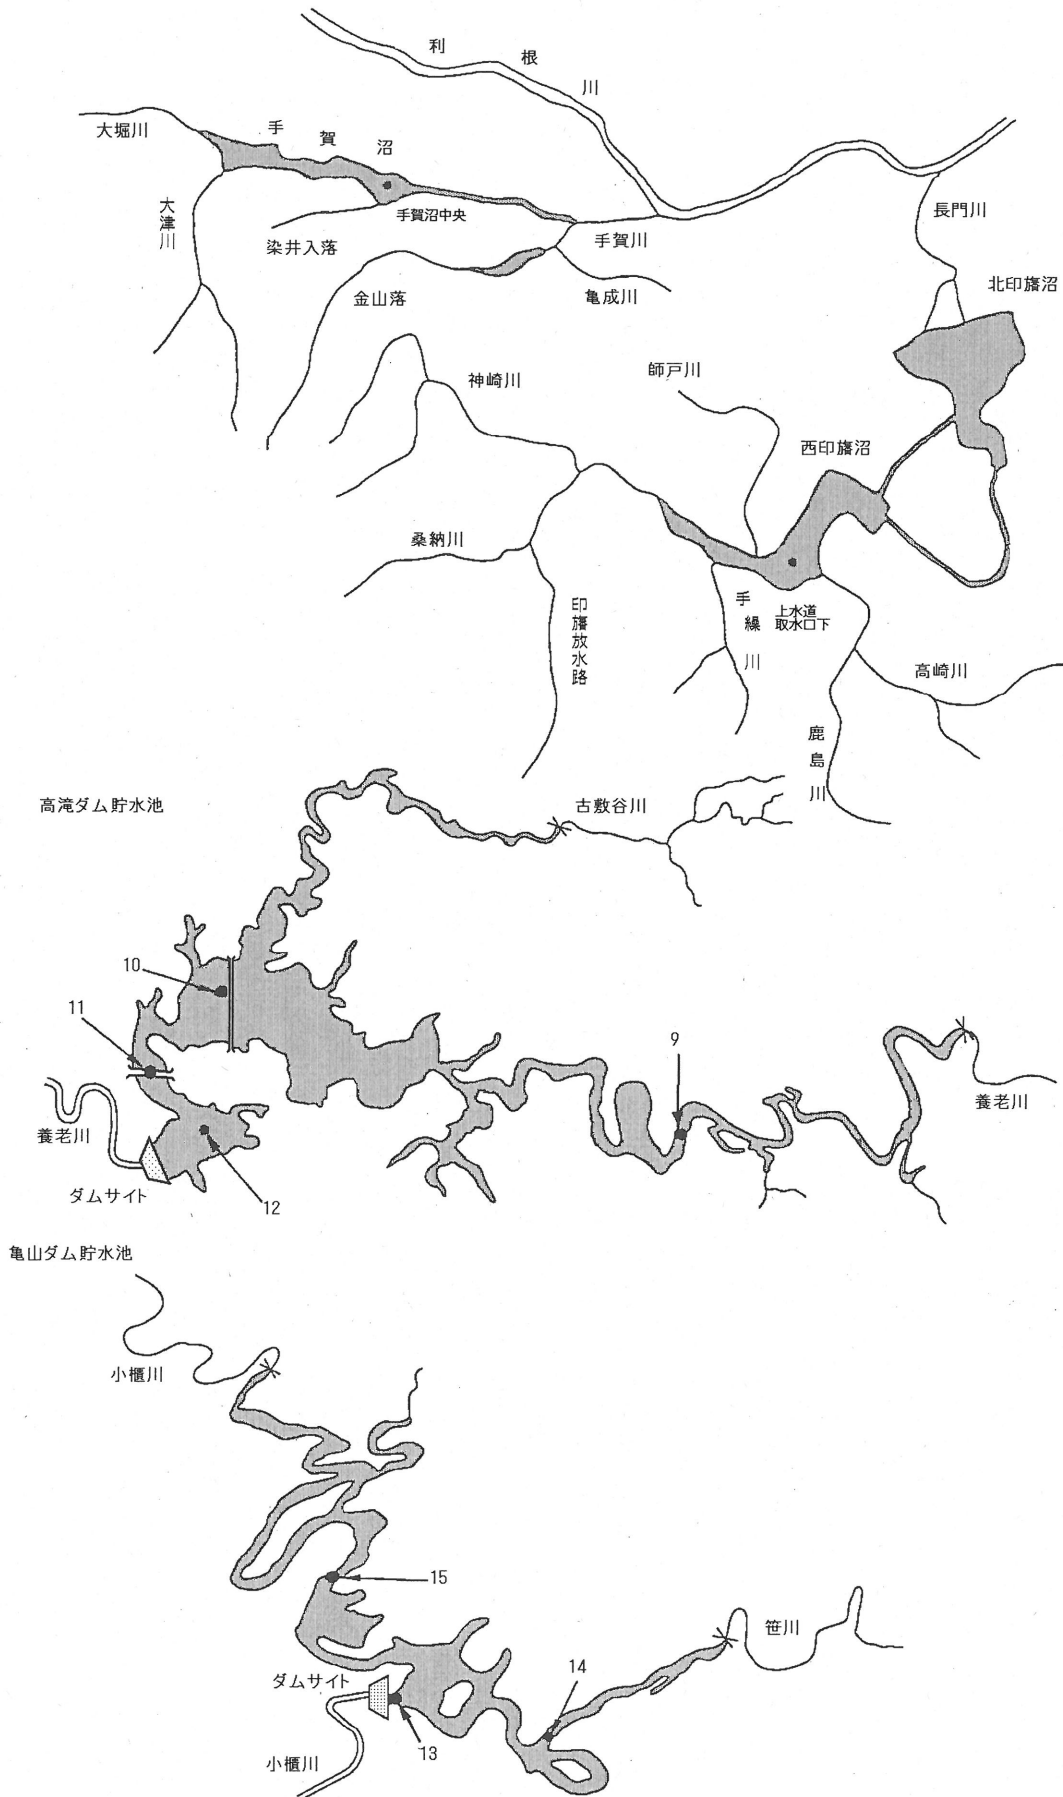 利根川
大堀川
手賀沼
大津川
手賀沼中央
染井入落
手賀川
長門川
金山落
亀成川
北印旛沼
神崎川
師戸川
西印旛沼
桑納川
印旛放水路
手繰川
上水道
取水口下
高崎川
鹿島川
高滝ダム貯水池
古敷谷川
10
11
9
養老川
養老川
ダムサイト
12
亀山ダム貯水池
小櫃川
15
笹川
14
ダムサイト
13
小櫃川